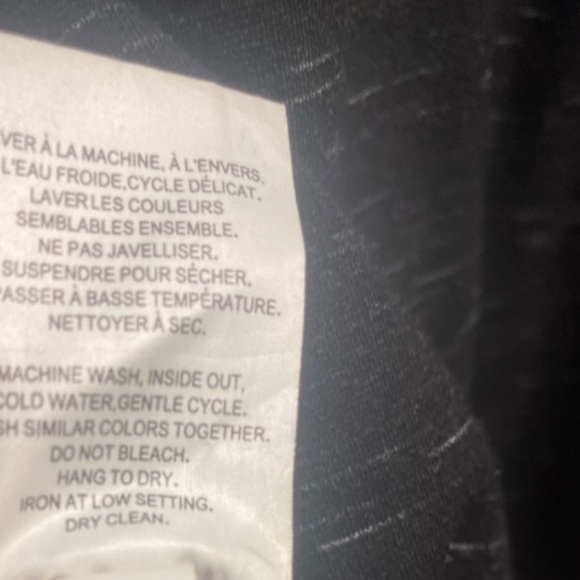 VER À LA MACHINE, À L'ENVERS,
L'EAU FROIDE,CYCLE DÉLICAT.
LAVER LES COULEURS
SEMBLABLES ENSEMBLE.
NE PAS JAVELLISER.
SUSPENDRE POUR SÉCHER.
PASSER À BASSE TEMPÉRATURE.
NETTOYER À SEC.
MACHINE WASH, INSIDE OUT,
COLD WATER,GENTLE CYCLE.
SH SIMILAR COLORS TOGETHER.
DO NOT BLEACH.
HANG TO DRY.
IRON AT LOW SETTING.
DRY CLEAN.